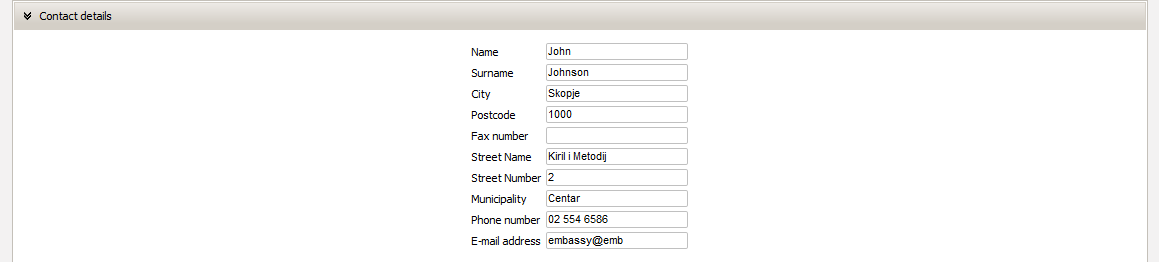 Contact details
Name John
Surname Johnson
City Skopje
Postcode 1000
Fax number
Street Name Kiril i Metodij
Street Number 2
Municipality Centar
Phone number 02 554 6586
E-mail address embassy@emb